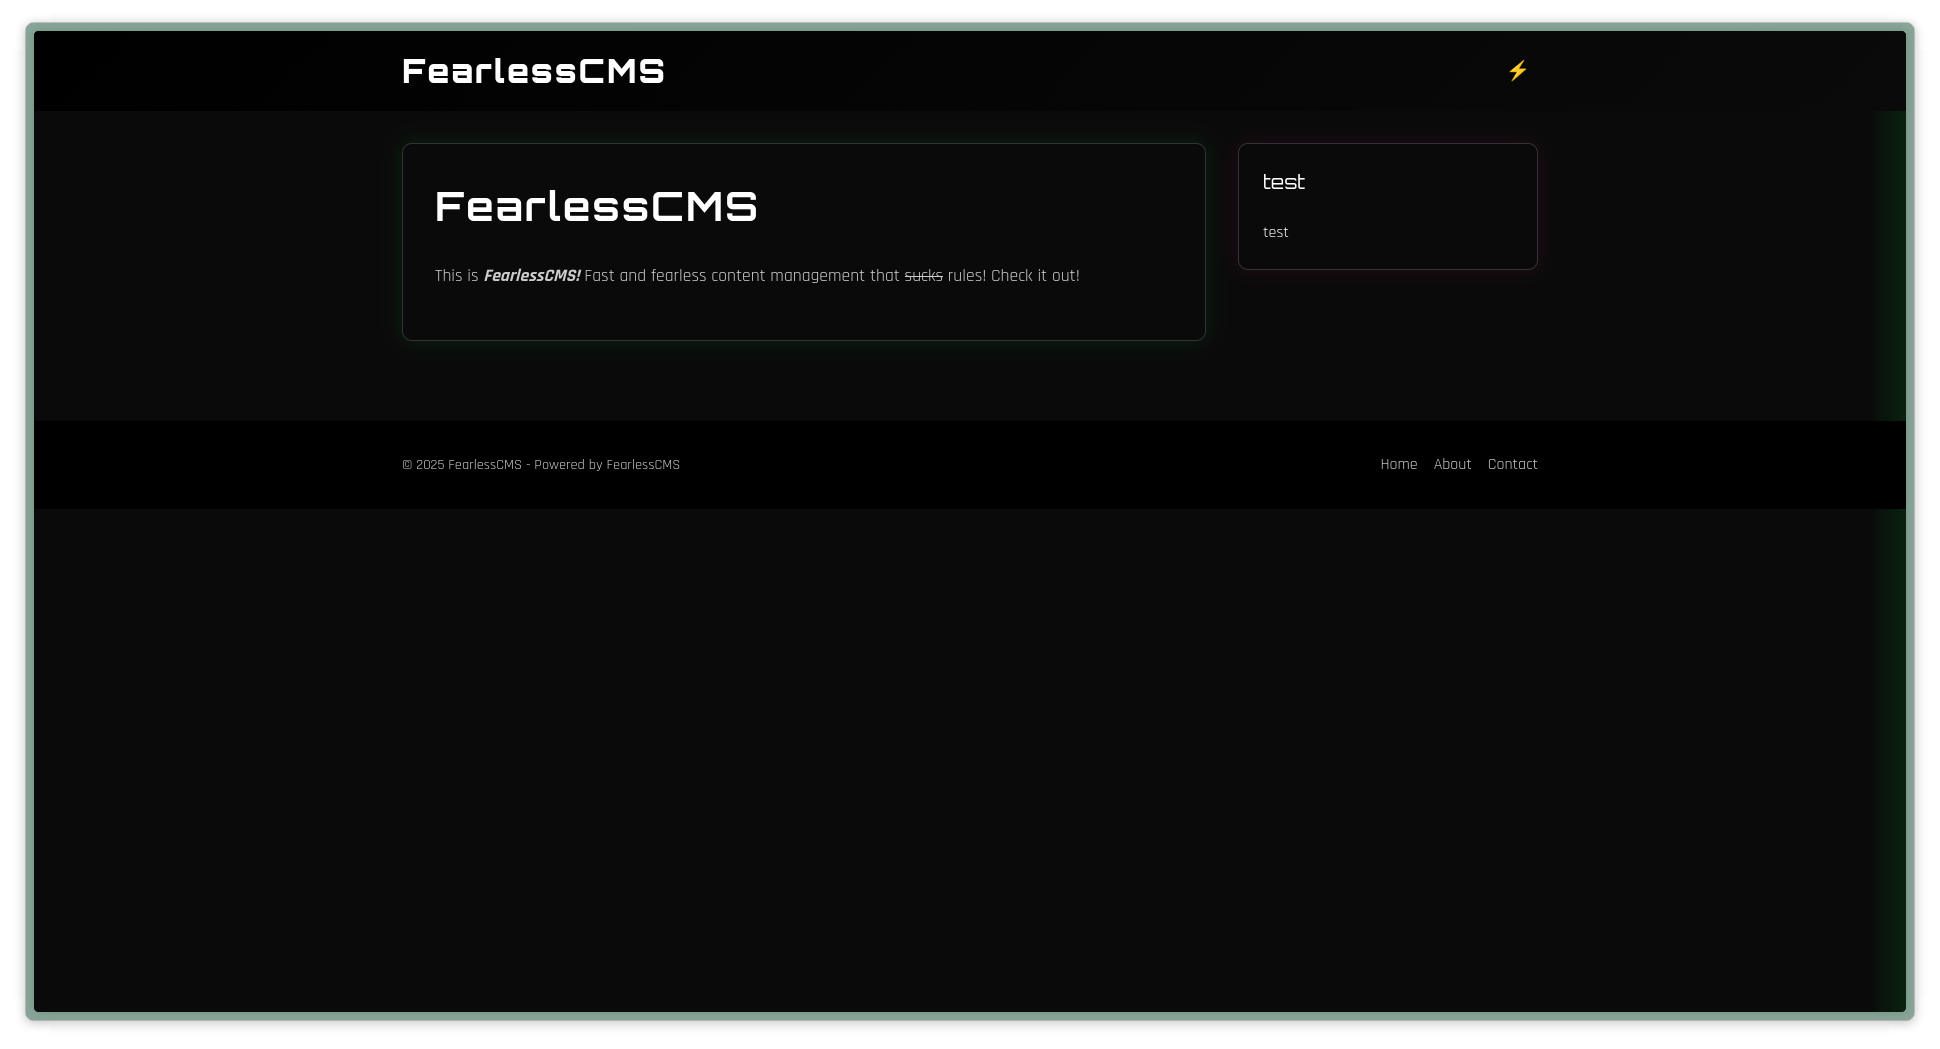 FearlessCMS
⚡
FearlessCMS
This is FearlessCMS! Fast and fearless content management that sucks rules! Check it out!
test
test
© 2025 FearlessCMS - Powered by FearlessCMS
Home About Contact